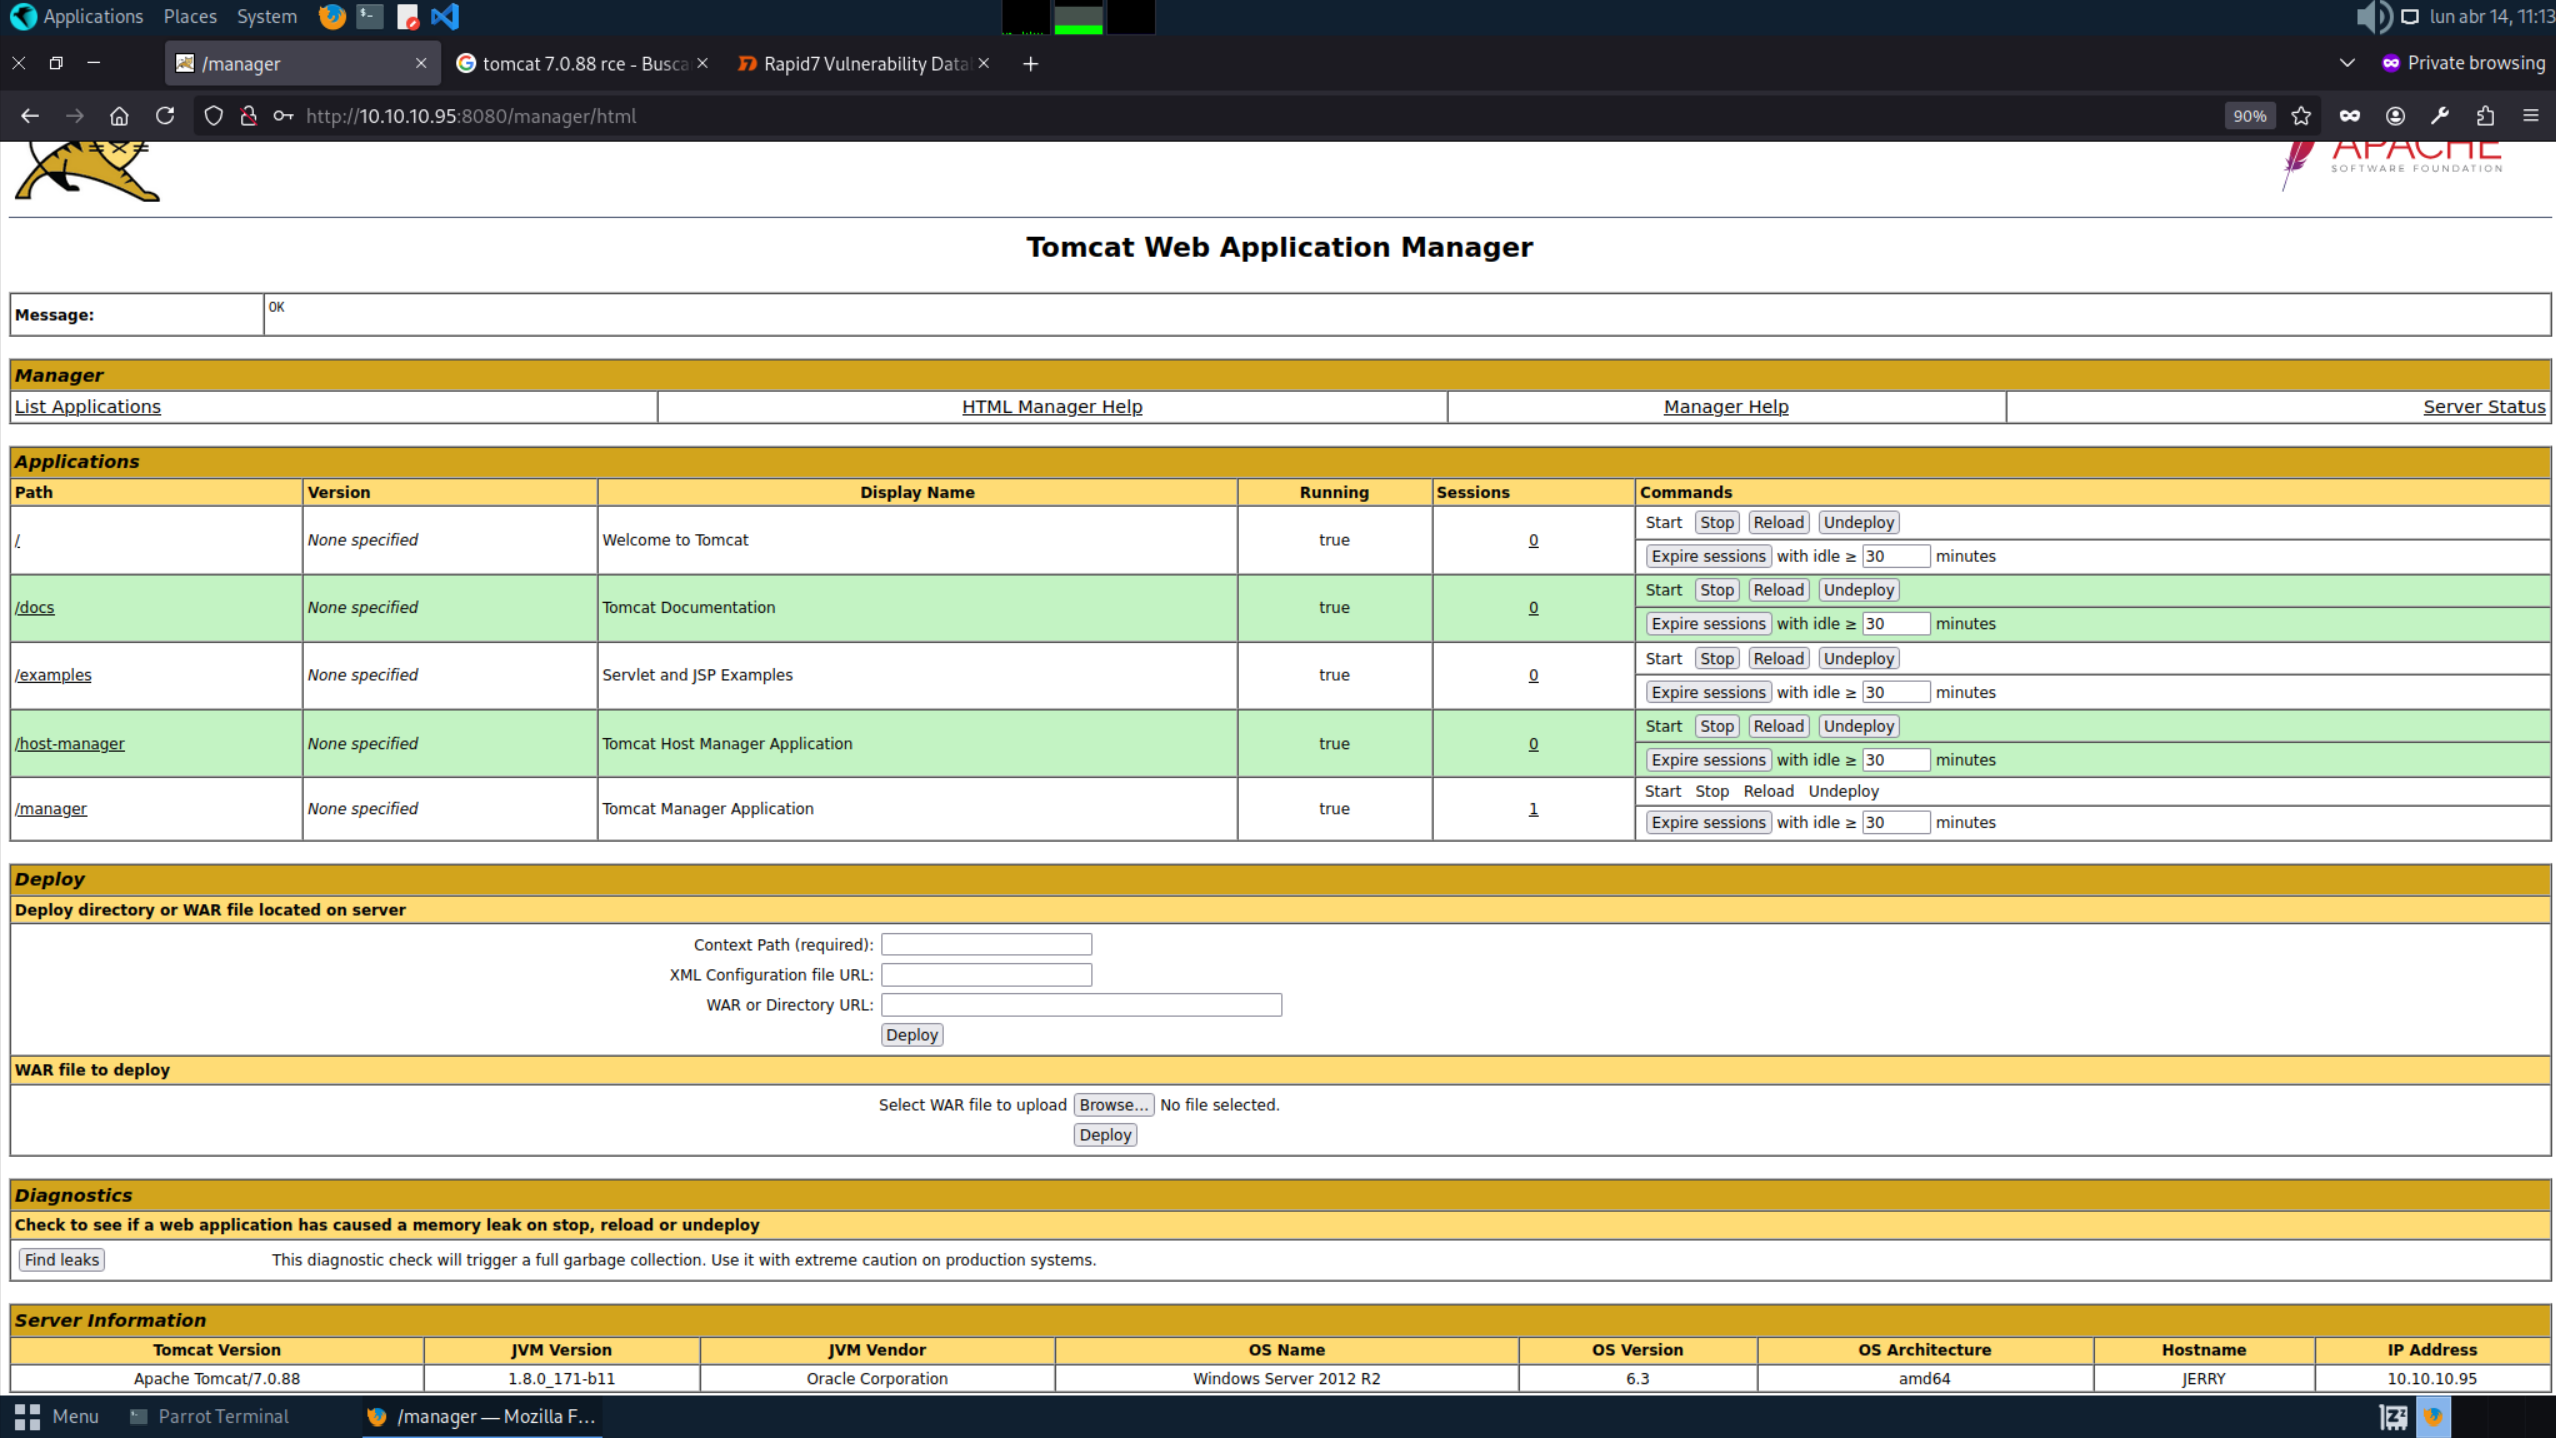 Applications Places System lun abr 14, 11:13
/manager tomcat 7.0.88 rce - Busca Rapid7 Vulnerability Data Private browsing
http://10.10.10.95:8080/manager/html 90%
APACHE
SOFTWARE FOUNDATION
Tomcat Web Application Manager
Message: OK
Manager
List Applications HTML Manager Help Manager Help Server Status
Applications
Path Version Display Name Running Sessions Commands
/ None specified Welcome to Tomcat true 0 Start Stop Reload Undeploy
Expire sessions with idle ≥ 30 minutes
/docs None specified Tomcat Documentation true 0 Start Stop Reload Undeploy
Expire sessions with idle ≥ 30 minutes
/examples None specified Servlet and JSP Examples true 0 Start Stop Reload Undeploy
Expire sessions with idle ≥ 30 minutes
/host-manager None specified Tomcat Host Manager Application true 0 Start Stop Reload Undeploy
Expire sessions with idle ≥ 30 minutes
/manager None specified Tomcat Manager Application true 1 Start Stop Reload Undeploy
Expire sessions with idle ≥ 30 minutes
Deploy
Deploy directory or WAR file located on server
Context Path (required):
XML Configuration file URL:
WAR or Directory URL:
Deploy
WAR file to deploy
Select WAR file to upload Browse... No file selected.
Deploy
Diagnostics
Check to see if a web application has caused a memory leak on stop, reload or undeploy
Find leaks This diagnostic check will trigger a full garbage collection. Use it with extreme caution on production systems.
Server Information
Tomcat Version JVM Version JVM Vendor OS Name OS Version OS Architecture Hostname IP Address
Apache Tomcat/7.0.88 1.8.0_171-b11 Oracle Corporation Windows Server 2012 R2 6.3 amd64 JERRY 10.10.10.95
Menu Parrot Terminal /manager — Mozilla F...